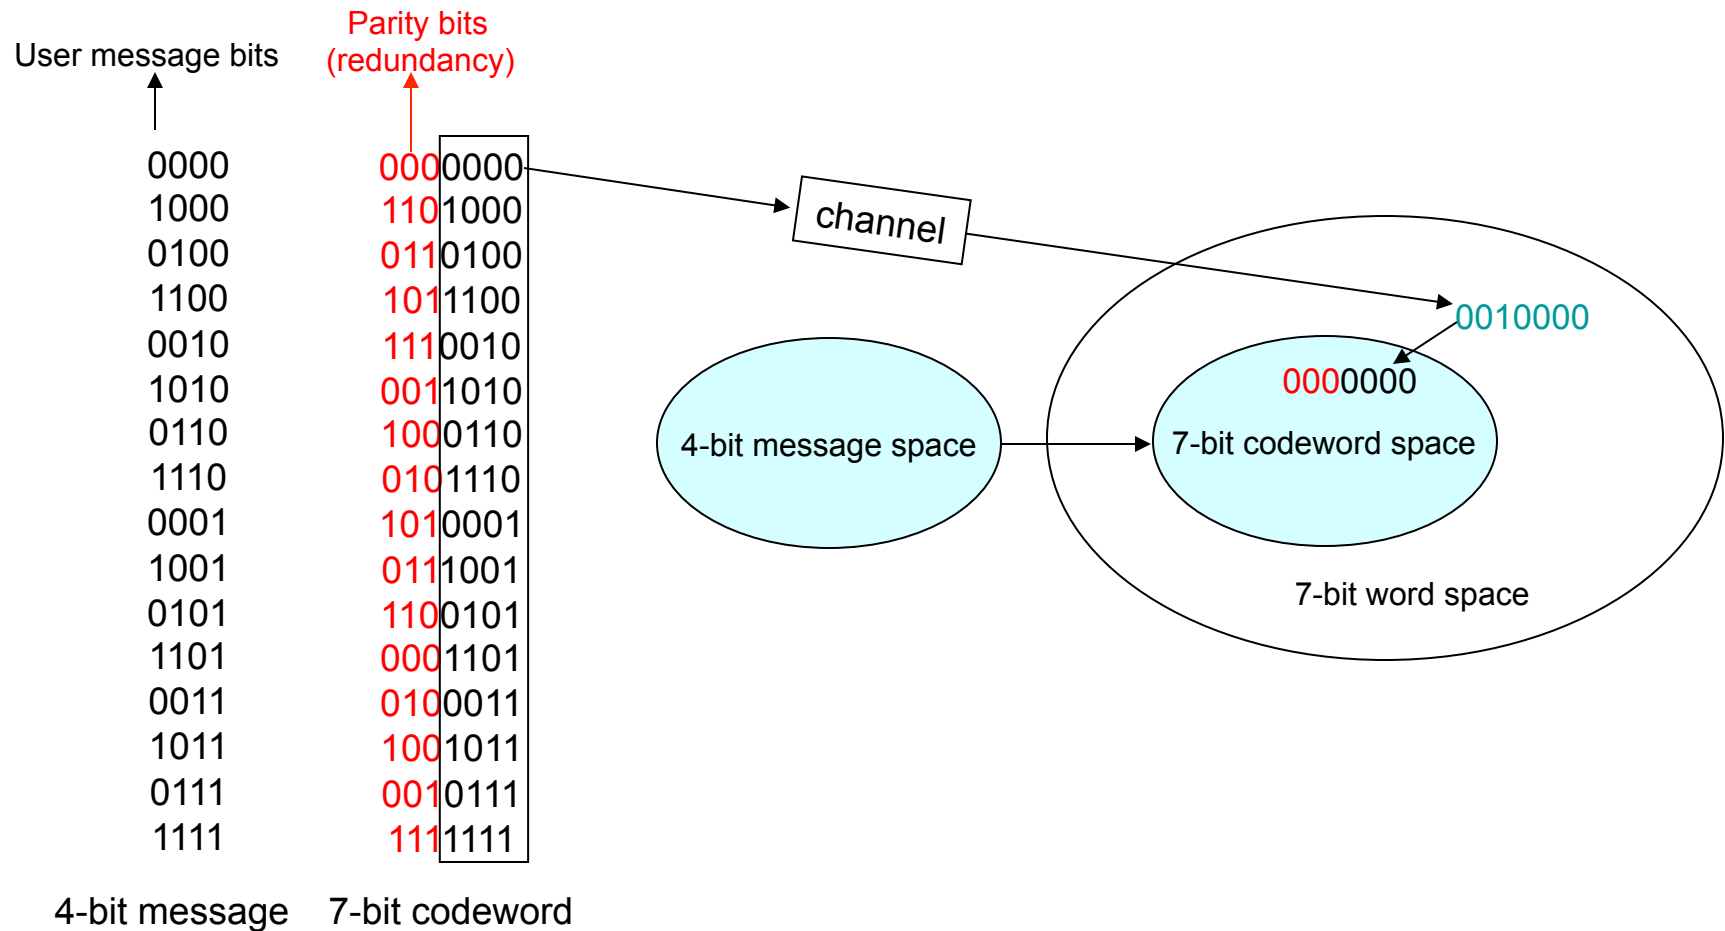 User message bits
Parity bits
(redundancy)
0000 0000000
1000 1101000
0100 0110100
1100 1011100
0010 1110010
1010 0011010
0110 1000110
1110 0101110
0001 1010001
1001 0111001
0101 1100101
1101 0001101
0011 0100011
1011 1001011
0111 0010111
1111 1111111
4-bit message 7-bit codeword
channel
0010000
0000000
4-bit message space
7-bit codeword space
7-bit word space